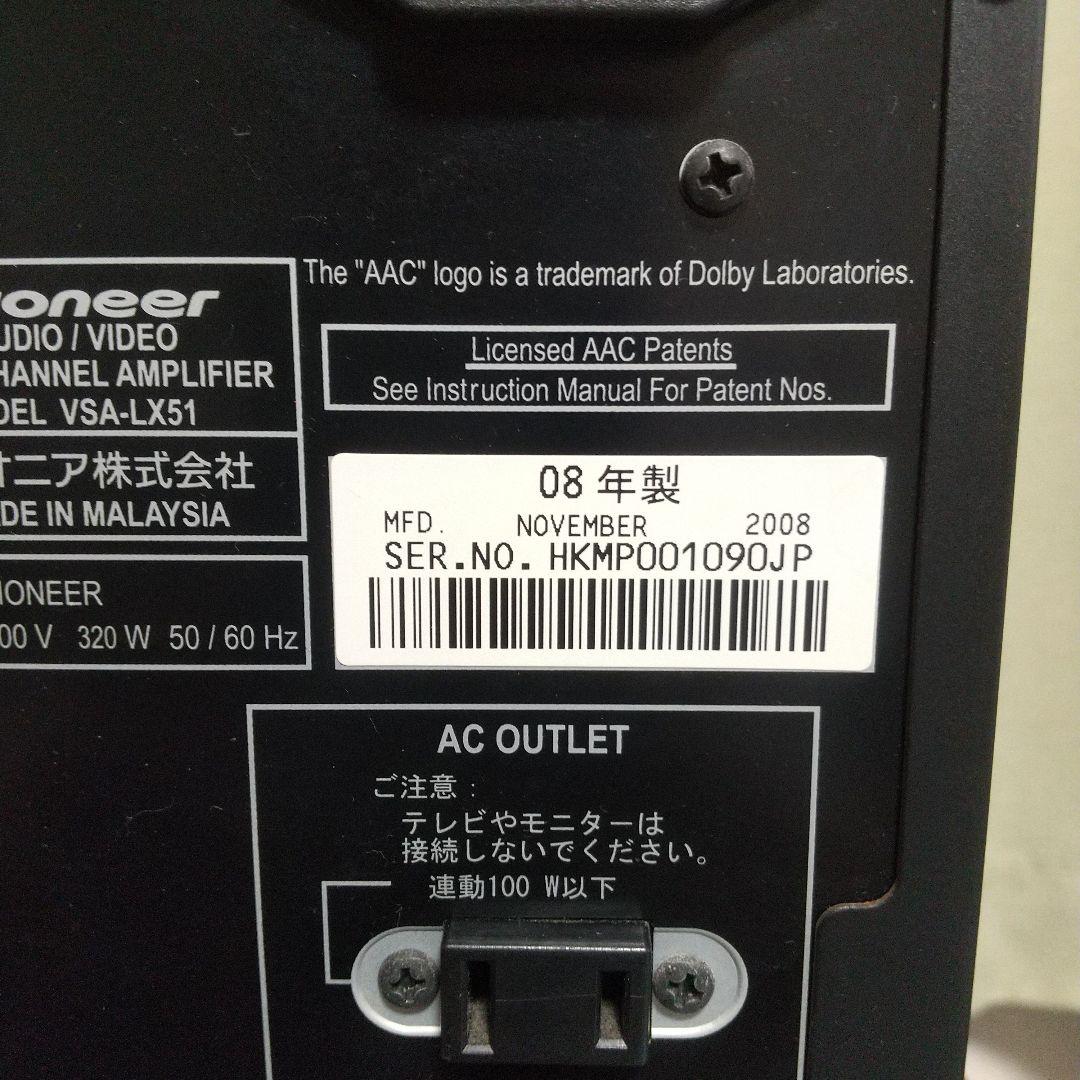 The "AAC" logo is a trademark of Dolby Laboratories.
oneer
UDIO / VIDEO
HANNEL AMPLIFIER
DEL VSA-LX51
オニア株式会社
DE IN MALAYSIA
IONEER
00 V 320 W 50 / 60 Hz
Licensed AAC Patents
See Instruction Manual For Patent Nos.
08 年製
MFD. NOVEMBER 2008
SER.NO. HKMP001090JP
AC OUTLET
ご注意:
テレビやモニターは
接続しないでください。
連動100 W以下